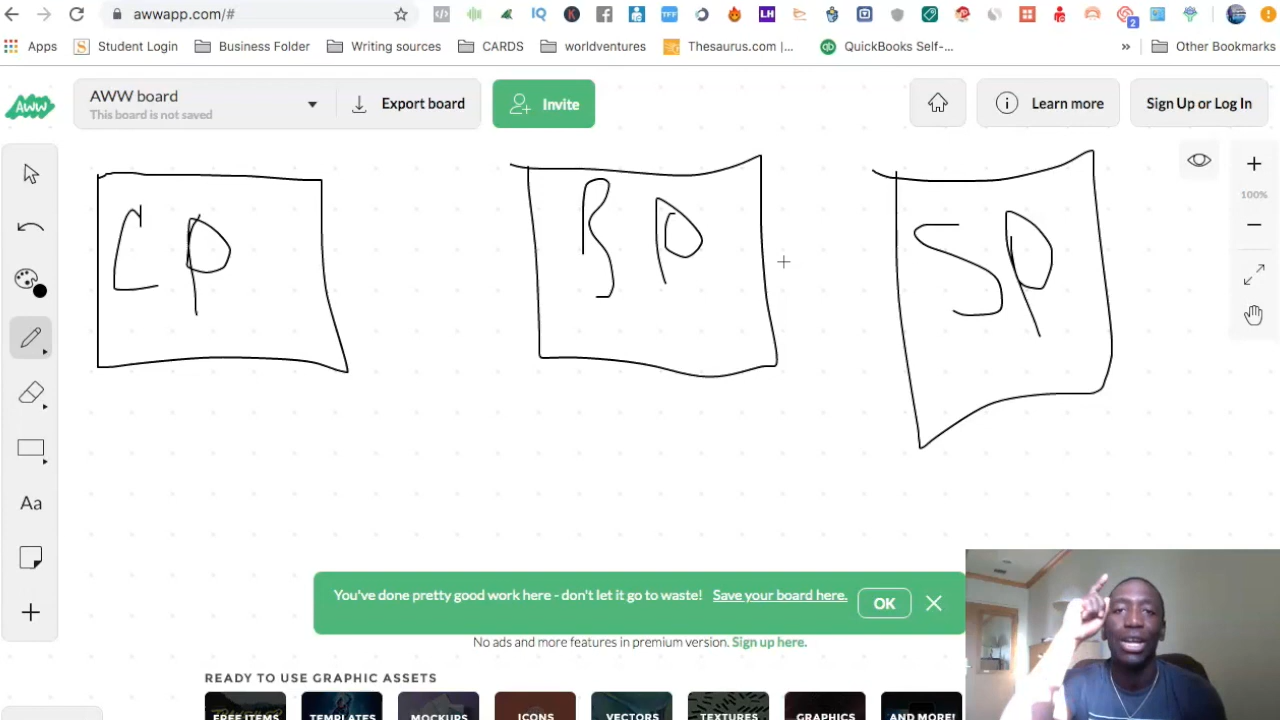 awwapp.com/#
2
Apps
Student Login
Business Folder
Writing sources
CARDS
worldventures
Thesaurus.com |...
QuickBooks Self-...
»
Other Bookmarks
AWW
AWW board
This board is not saved
Export board
Invite
Learn more
Sign Up or Log In
100%
Aa
CP
BP
SP
You've done pretty good work here - don't let it go to waste! Save your board here.
OK
No ads and more features in premium version. Sign up here.
READY TO USE GRAPHIC ASSETS
FREE ITEMS
TEMPLATES
MOCKUPS
ICONS
VECTORS
TEXTURES
GRAPHICS
AND MORE!